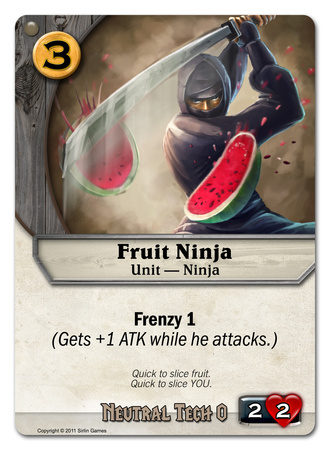 3
Fruit Ninja
Unit — Ninja
Frenzy 1
(Gets +1 ATK while he attacks.)
Quick to slice fruit.
Quick to slice YOU.
Neutral Tech 0
2 2
Copyright © 2011 Sirlin Games